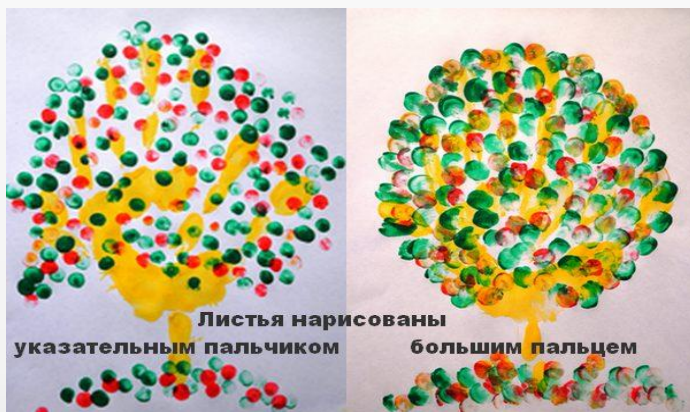 Листья нарисованы
указательным пальчиком большим пальцем